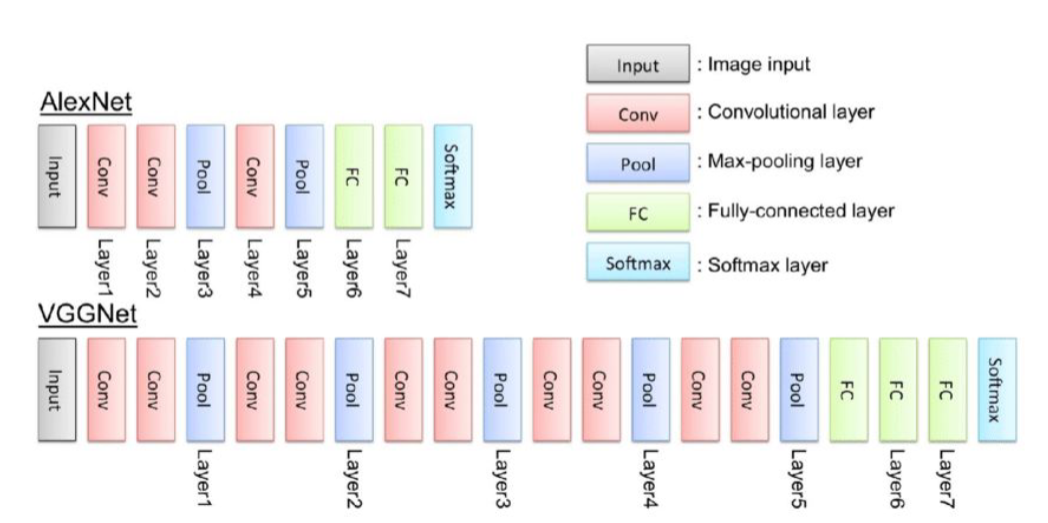 Input : Image input
Conv : Convolutional layer
Pool : Max-pooling layer
FC : Fully-connected layer
Softmax : Softmax layer
AlexNet
Input Conv Conv Pool Conv Pool FC FC Softmax
Layer1 Layer2 Layer3 Layer4 Layer5 Layer6 Layer7
VGGNet
Input Conv Conv Pool Conv Conv Pool Conv Conv Pool Conv Conv Pool Conv Conv Pool FC FC FC Softmax
Layer1 Layer2 Layer3 Layer4 Layer5 Layer6 Layer7